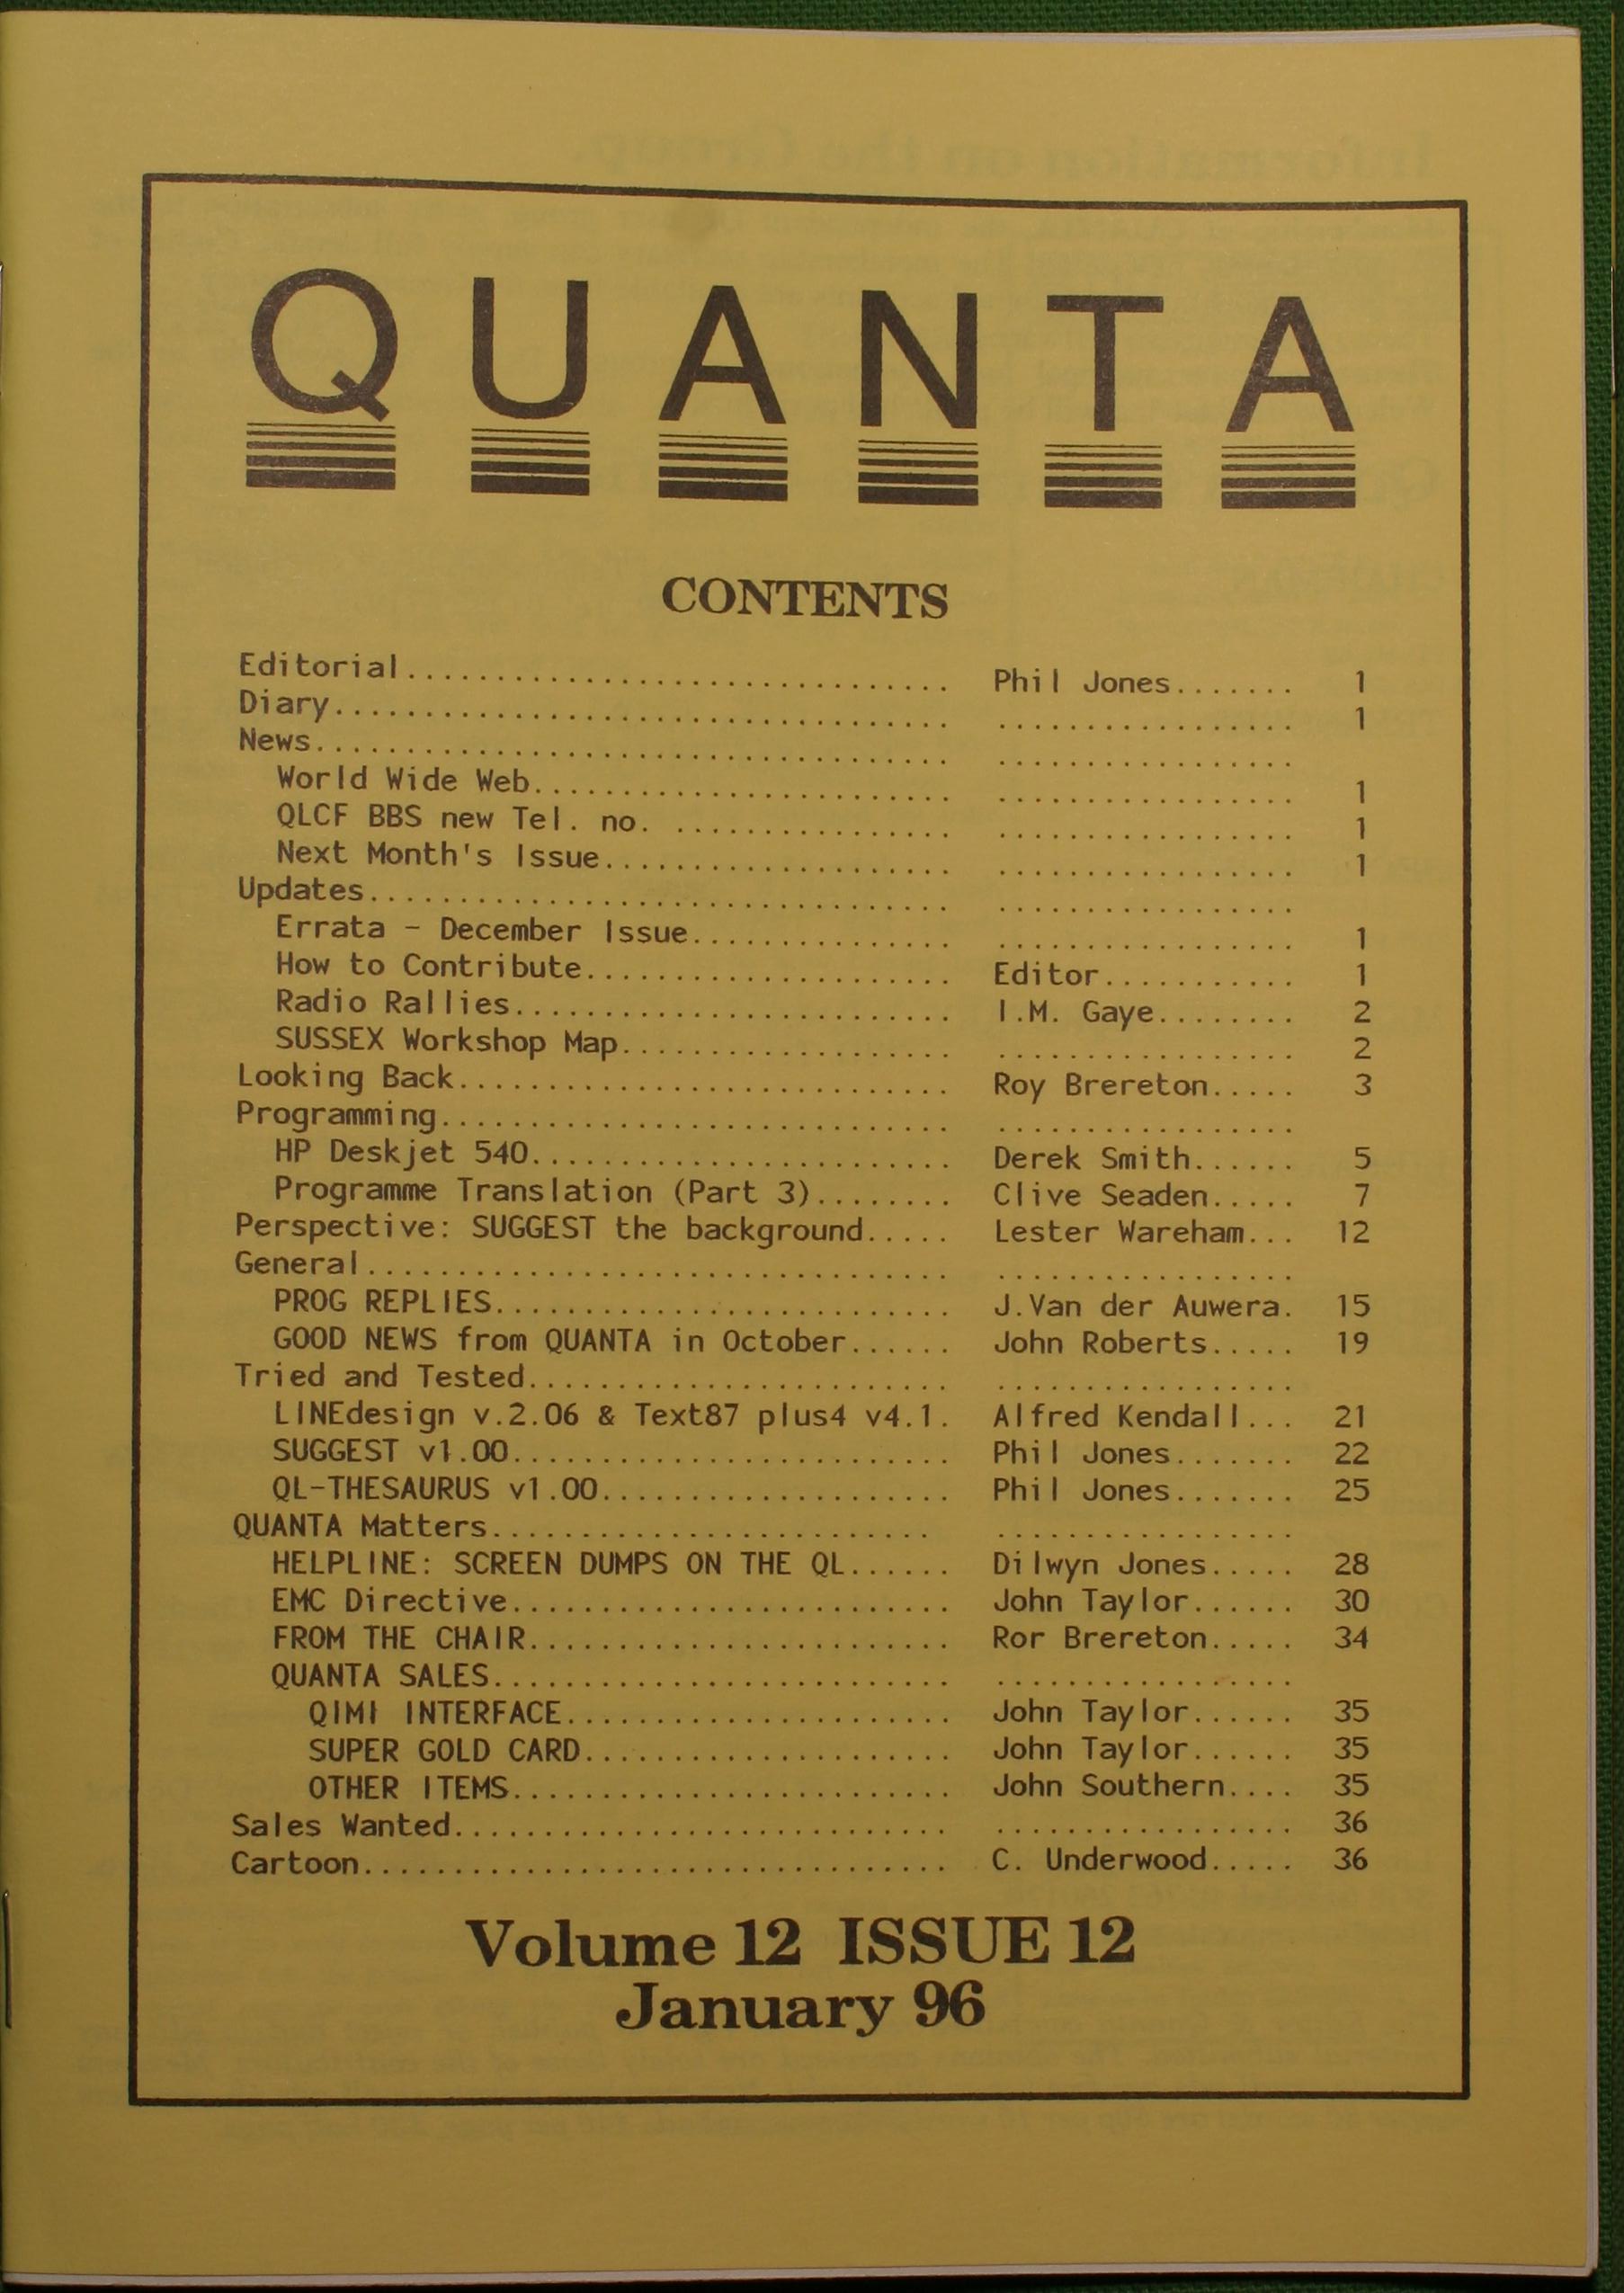 QUANTA
CONTENTS
Editorial.............................. Phil Jones....... 1
Diary.................................. ................. 1
News................................... .................
World Wide Web....................... ................. 1
QLCF BBS new Tel. no. ............... ................. 1
Next Month's Issue................... ................. 1
Updates................................ .................
Errata - December Issue.............. ................. 1
How to Contribute.................... Editor........... 1
Radio Rallies........................ I.M. Gaye........ 2
SUSSEX Workshop Map.................. ................. 2
Looking Back........................... Roy Brereton..... 3
Programming............................ .................
HP Deskjet 540....................... Derek Smith...... 5
Programme Translation (Part 3)........ Clive Seaden..... 7
Perspective: SUGGEST the background..... Lester Wareham... 12
General................................ .................
PROG REPLIES......................... J.Van der Auwera. 15
GOOD NEWS from QUANTA in October...... John Roberts..... 19
Tried and Tested....................... .................
LINEdesign v.2.06 & Text87 plus4 v4.1. Alfred Kendall... 21
SUGGEST v1.00........................ Phil Jones....... 22
QL-THESAURUS v1.00................... Phil Jones....... 25
QUANTA Matters......................... .................
HELPLINE: SCREEN DUMPS ON THE QL...... Dilwyn Jones..... 28
EMC Directive........................ John Taylor...... 30
FROM THE CHAIR....................... Ror Brereton..... 34
QUANTA SALES......................... .................
QIMI INTERFACE..................... John Taylor...... 35
SUPER GOLD CARD.................... John Taylor...... 35
OTHER ITEMS........................ John Southern.... 35
Sales Wanted........................... ................. 36
Cartoon................................ C. Underwood..... 36
Volume 12 ISSUE 12
January 96